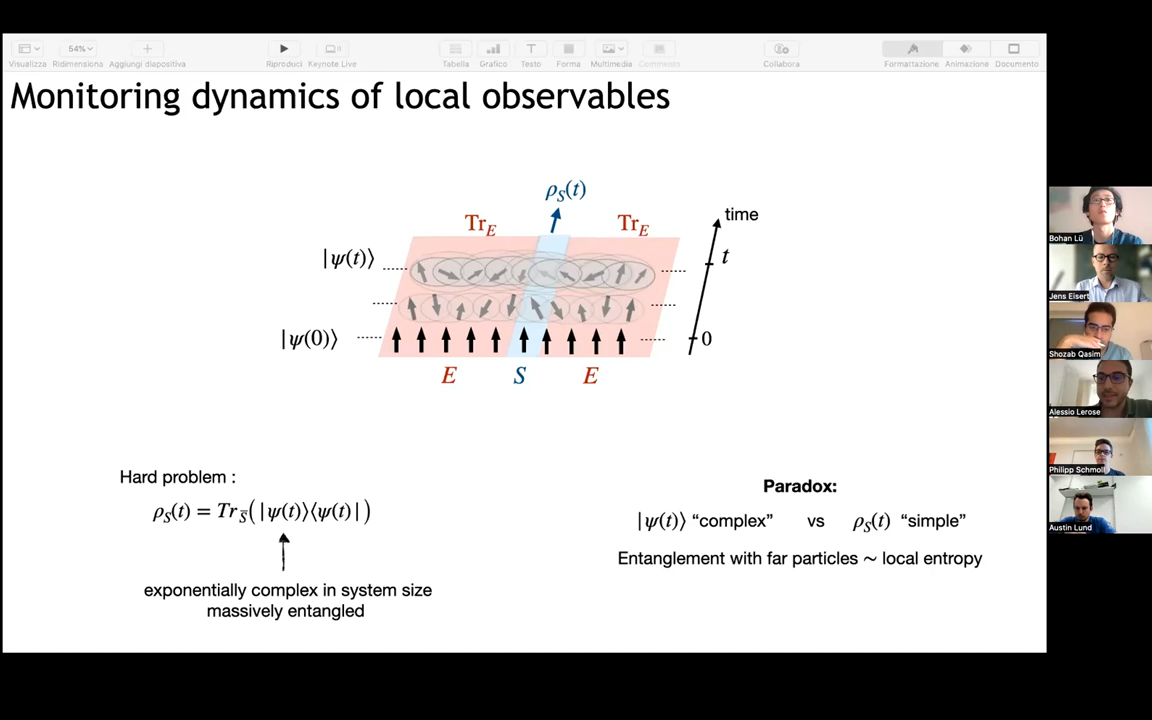 54%
Visualizza
Ridimensiona
Aggiungi diapositiva
Riproduci
Keynote Live
Tabella
Grafico
Testo
Forma
Multimedia
Commento
Collabora
Formattazione
Animazione
Documento
Monitoring dynamics of local observables
ρ_S(t)
time
Tr_E
Tr_E
|ψ(t)⟩
t
|ψ(0)⟩
0
E
S
E
Hard problem :
ρ_S(t) = Tr_S̄(|ψ(t)⟩⟨ψ(t)|)
exponentially complex in system size
massively entangled
Paradox:
|ψ(t)⟩ “complex” vs ρ_S(t) “simple”
Entanglement with far particles ~ local entropy
Bohan Lü
Jens Eisert
Shozab Qasim
Alessio Lerose
Philipp Schmoll
Austin Lund